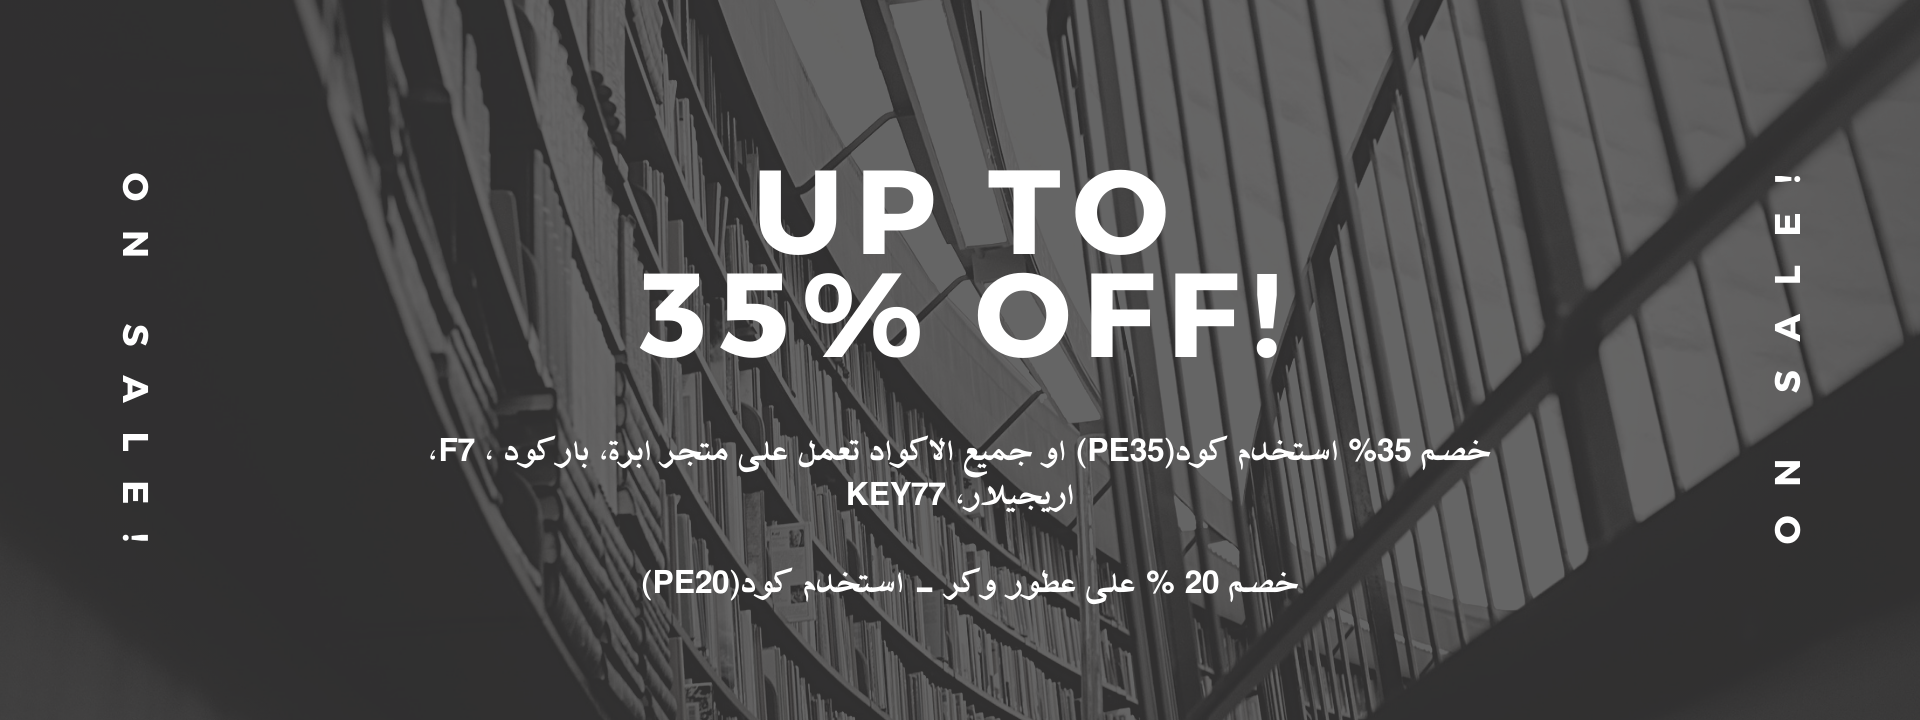 ON SALE!
UP TO
35% OFF!
خصم 35% استخدم كود(PE35) او جميع الاكواد تعمل على متجر ابرة، باركود ، F7،
اريجيلار، KEY77
خصم 20 % على عطور وكر - استخدم كود(PE20)
ON SALE!